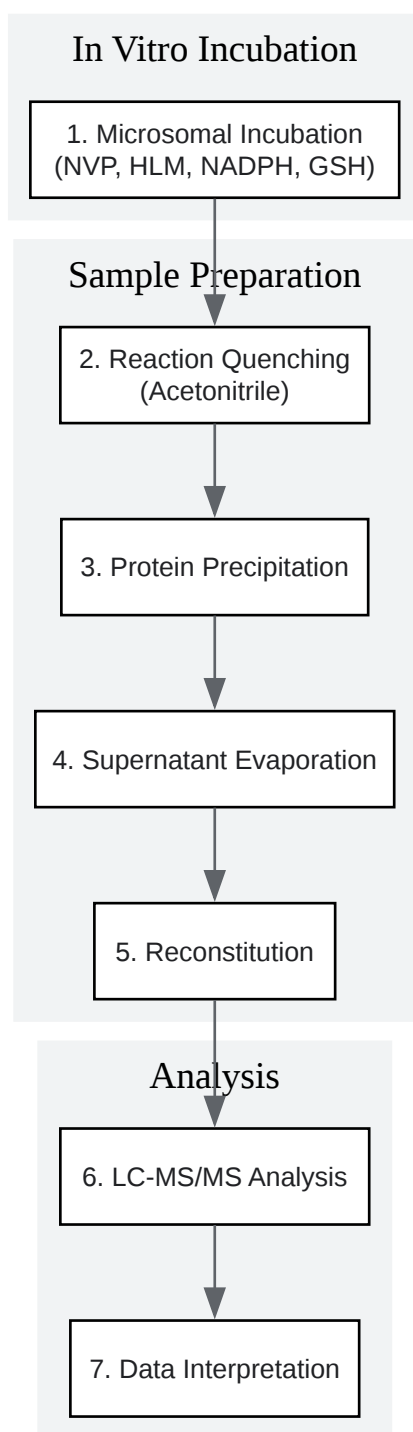 In Vitro Incubation
1. Microsomal Incubation
(NVP, HLM, NADPH, GSH)
Sample Preparation
2. Reaction Quenching
(Acetonitrile)
3. Protein Precipitation
4. Supernatant Evaporation
5. Reconstitution
Analysis
6. LC-MS/MS Analysis
7. Data Interpretation